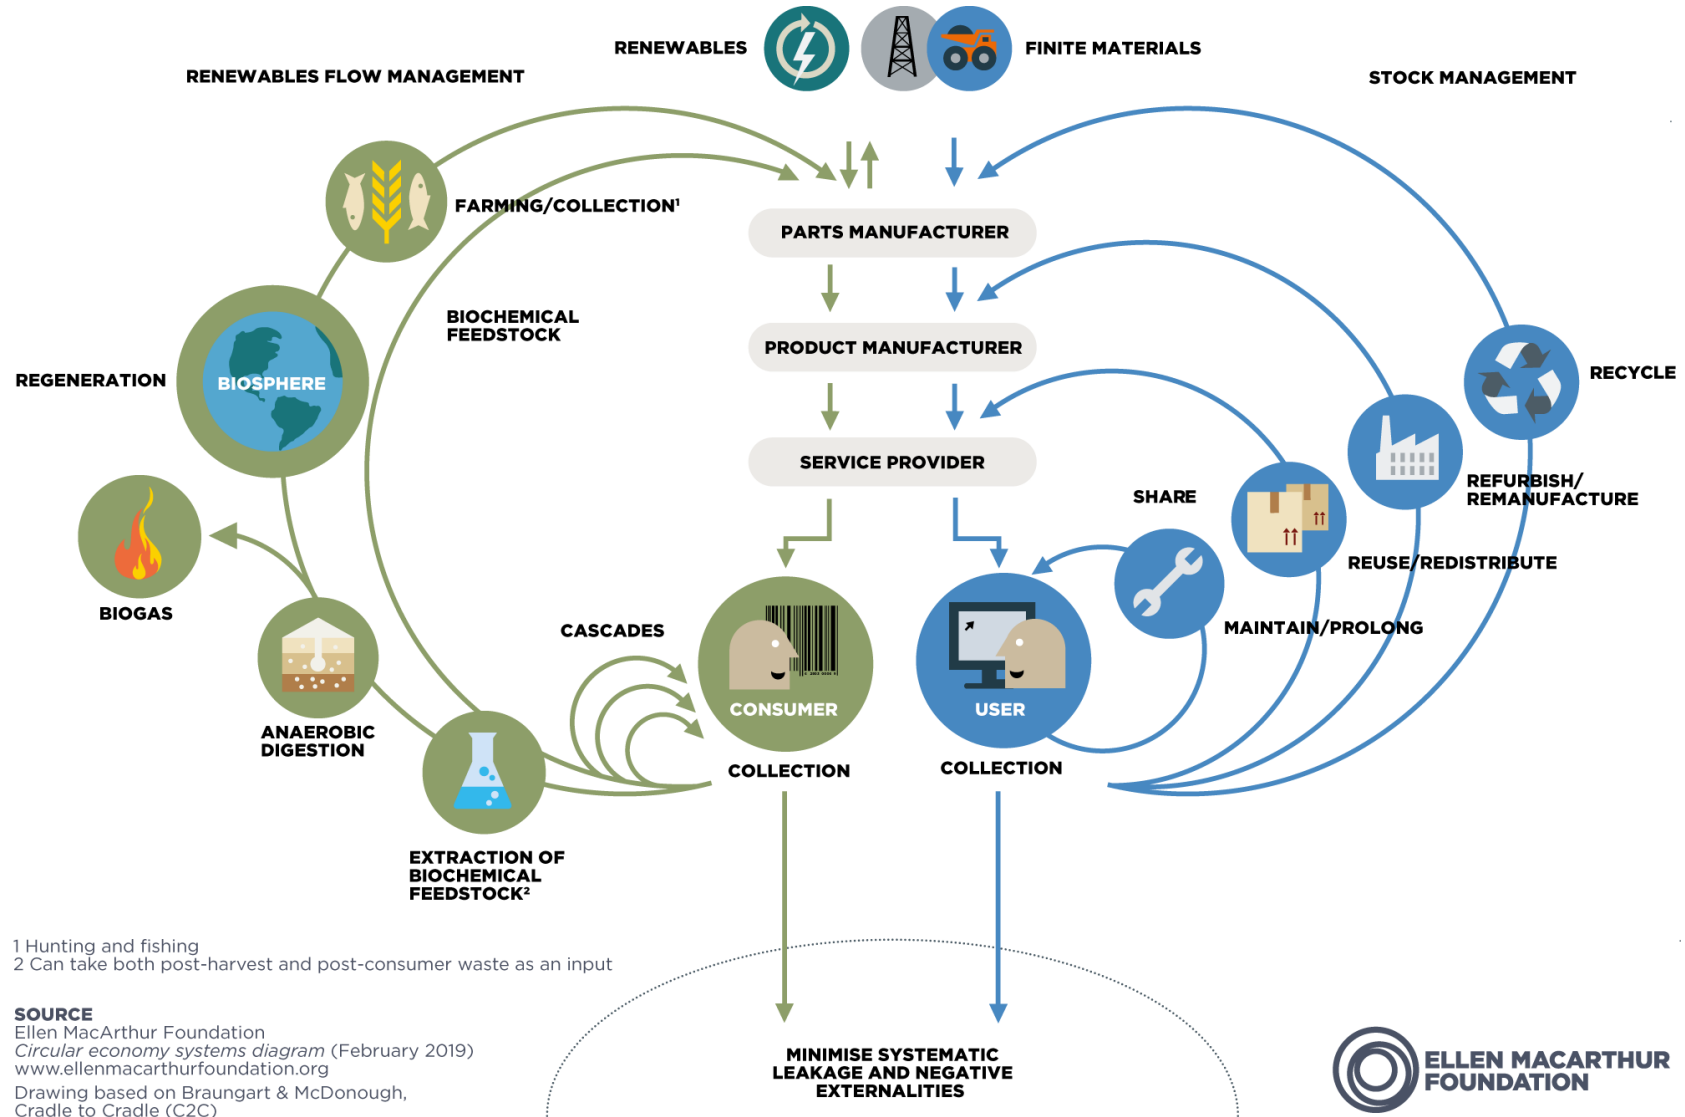 RENEWABLES
FINITE MATERIALS
RENEWABLES FLOW MANAGEMENT
STOCK MANAGEMENT
FARMING/COLLECTION¹
PARTS MANUFACTURER
BIOCHEMICAL
FEEDSTOCK
PRODUCT MANUFACTURER
REGENERATION
BIOSPHERE
RECYCLE
SERVICE PROVIDER
SHARE
REFURBISH/
REMANUFACTURE
REUSE/REDISTRIBUTE
BIOGAS
CASCADES
MAINTAIN/PROLONG
CONSUMER
USER
ANAEROBIC
DIGESTION
COLLECTION
COLLECTION
EXTRACTION OF
BIOCHEMICAL
FEEDSTOCK²
1 Hunting and fishing
2 Can take both post-harvest and post-consumer waste as an input
SOURCE
Ellen MacArthur Foundation
Circular economy systems diagram (February 2019)
www.ellenmacarthurfoundation.org
Drawing based on Braungart & McDonough,
Cradle to Cradle (C2C)
MINIMISE SYSTEMATIC
LEAKAGE AND NEGATIVE
EXTERNALITIES
ELLEN MACARTHUR
FOUNDATION